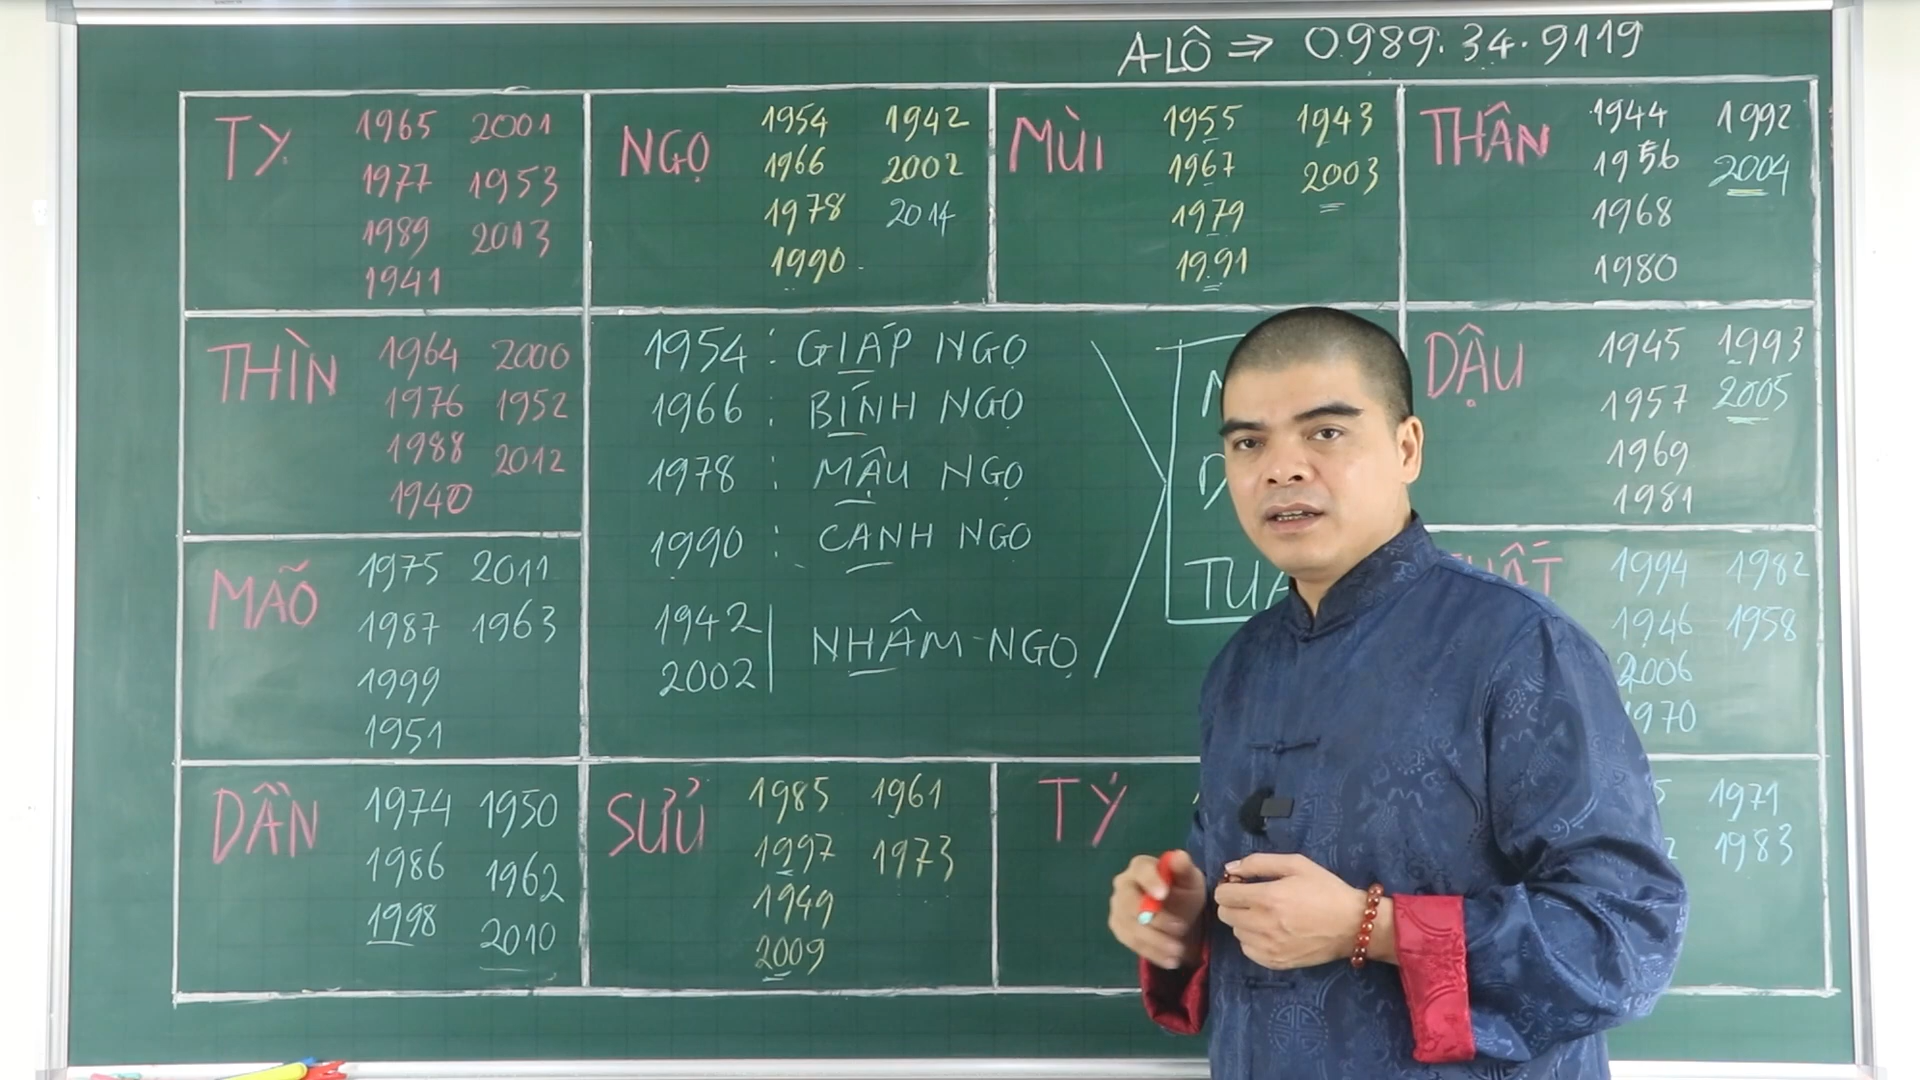 A-LÔ ⇒ 0989.34.9119
TỴ 1965 2001
1977 1953
1989 2013
1941
NGỌ 1954 1942
1966 2002
1978 2014
1990
MÙI 1955 1943
1967 2003
1979
1991
THÂN 1944 1992
1956 2004
1968
1980
THÌN 1964 2000
1976 1952
1988 2012
1940
1954 : GIÁP NGỌ
1966 : BÍNH NGỌ
1978 : MẬU NGỌ
1990 : CANH NGỌ
1942
2002
NHÂM-NGỌ
DẬU 1945 1993
1957 2005
1969
1981
MÃO 1975 2011
1987 1963
1999
1951
1994 1982
1946 1958
2006
1970
DẦN 1974 1950
1986 1962
1998 2010
SỬU 1985 1961
1997 1973
1949
2009
TÝ
1971
1983